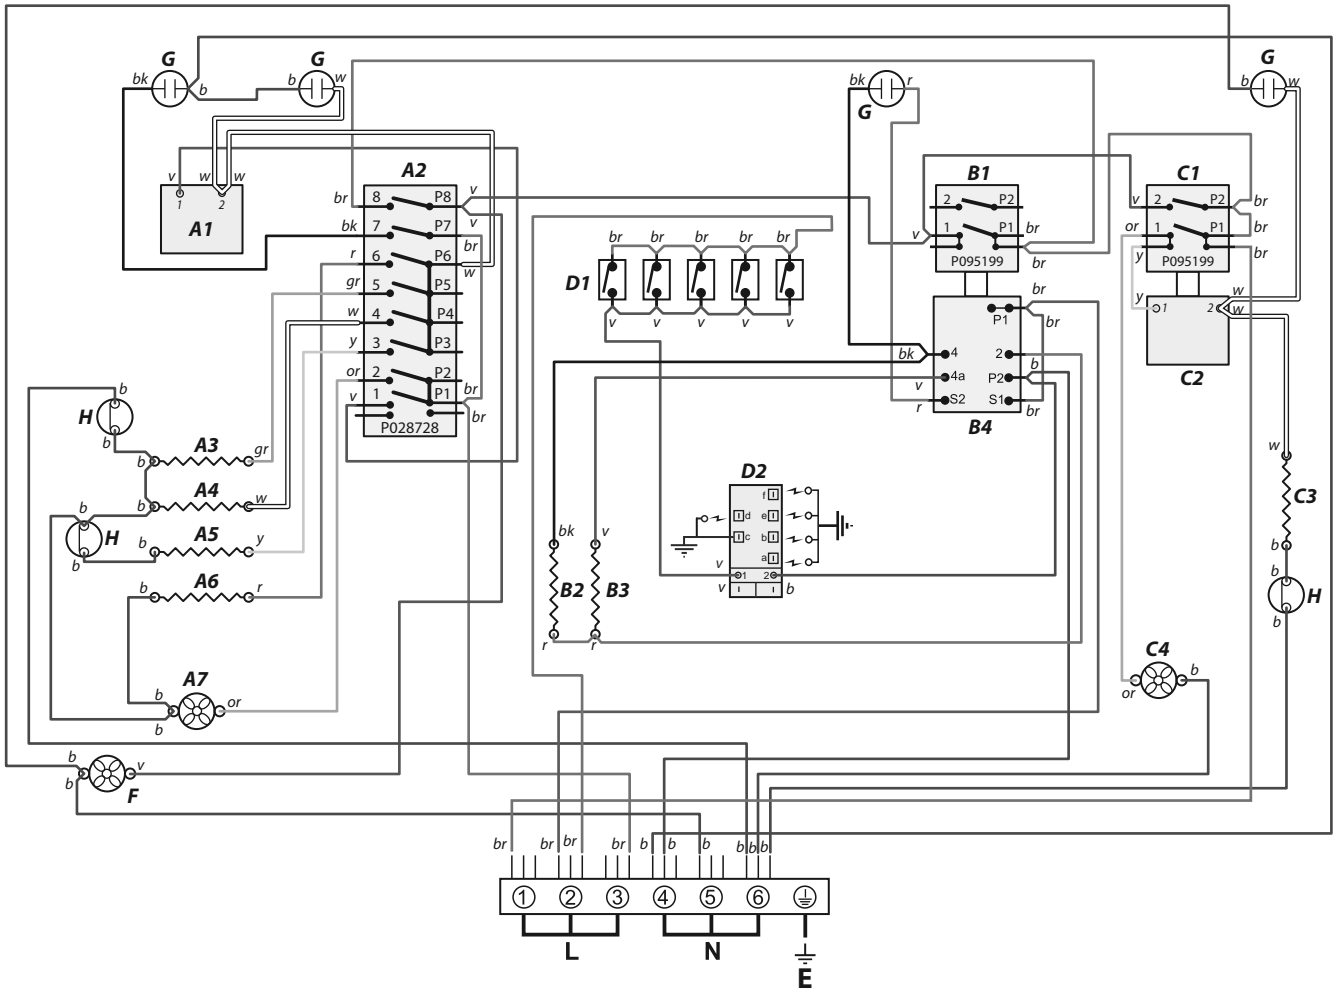 G G G G
bk b b w bk r b w
v w w
1 2
A1
A2
br 8 P8 v
v
bk 7 P7
br
r 6 P6
w
gr 5 P5
w 4 P4
y 3 P3
or 2 P2
br
v 1 P1
br
P028728
D1
br br br br br
v v v v v
B1
2 P2
v 1 P1 br
br
P095199
br
P1
br
bk 4 2
b
v 4a P2
r S2 S1 br
B4
C1
v 2 P2 br
or 1 P1 br
y br
P095199
w
y 1 2
w
C2
H b
b
b A3 gr
b A4 w
b
H b A5 y
b
b A6 r
b A7 or
b
b v
b F
D2
f
d e
c b
a
v 1 2
v b
bk v
B2 B3
r r
w
C3
b
b
H
b
C4
b
or
br br br br b b b b b b
1 2 3 4 5 6
L N
E